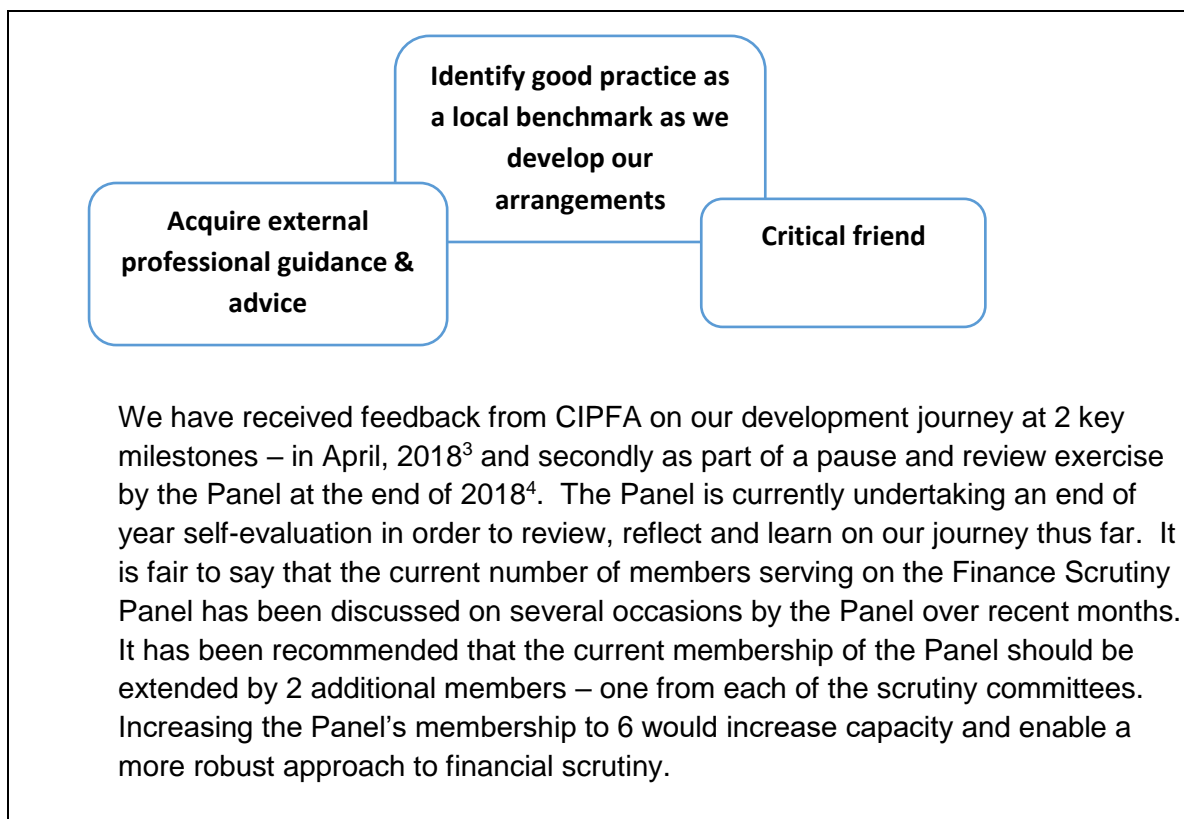 Identify good practice as
a local benchmark as we
develop our
arrangements
Acquire external
professional guidance &
advice
Critical friend
We have received feedback from CIPFA on our development journey at 2 key
milestones – in April, 2018³ and secondly as part of a pause and review exercise
by the Panel at the end of 2018⁴.  The Panel is currently undertaking an end of
year self-evaluation in order to review, reflect and learn on our journey thus far.  It
is fair to say that the current number of members serving on the Finance Scrutiny
Panel has been discussed on several occasions by the Panel over recent months.
It has been recommended that the current membership of the Panel should be
extended by 2 additional members – one from each of the scrutiny committees.
Increasing the Panel’s membership to 6 would increase capacity and enable a
more robust approach to financial scrutiny.